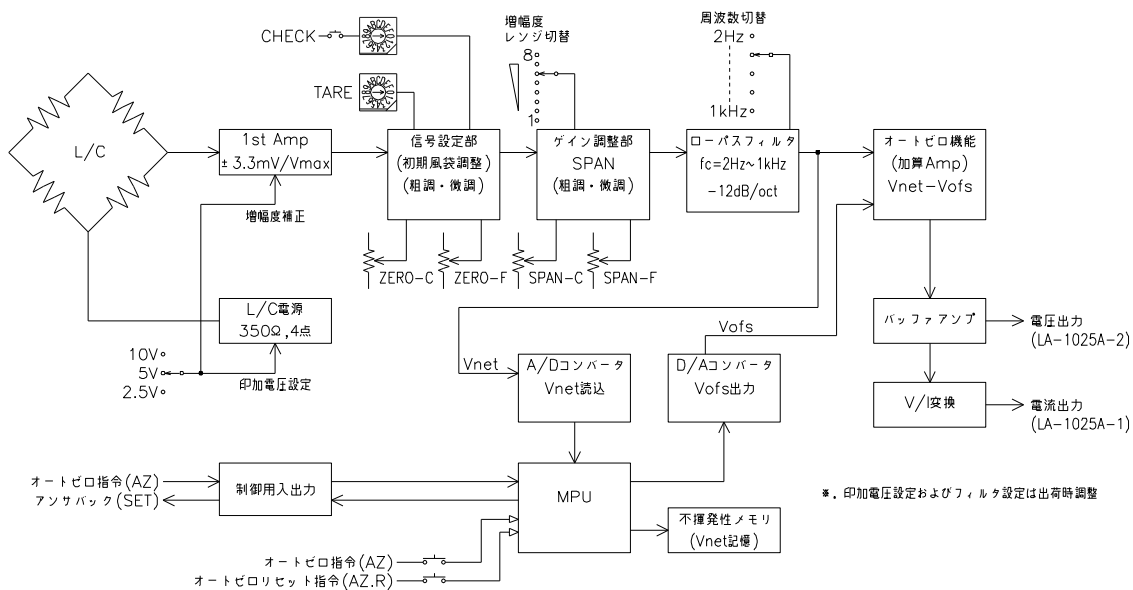 CHECK
TARE
増幅度
レンジ切替
8
1
周波数切替
2Hz
1kHz
L/C
1st Amp
±3.3mV/Vmax
増幅度補正
信号設定部
(初期風袋調整)
(粗調・微調)
ゲイン調整部
SPAN
(粗調・微調)
ローパスフィルタ
fc=2Hz~1kHz
-12dB/oct
オートゼロ機能
(加算Amp)
Vnet-Vofs
ZERO-C
ZERO-F
SPAN-C
SPAN-F
L/C電源
350Ω,4点
10V
5V
2.5V
印加電圧設定
Vnet
A/Dコンバータ
Vnet読込
Vofs
D/Aコンバータ
Vofs出力
バッファアンプ
電圧出力
(LA-1025A-2)
V/I変換
電流出力
(LA-1025A-1)
オートゼロ指令(AZ)
アンサバック(SET)
制御用入出力
MPU
不揮発性メモリ
(Vnet記憶)
オートゼロ指令(AZ)
オートゼロリセット指令(AZ.R)
※. 印加電圧設定およびフィルタ設定は出荷時調整